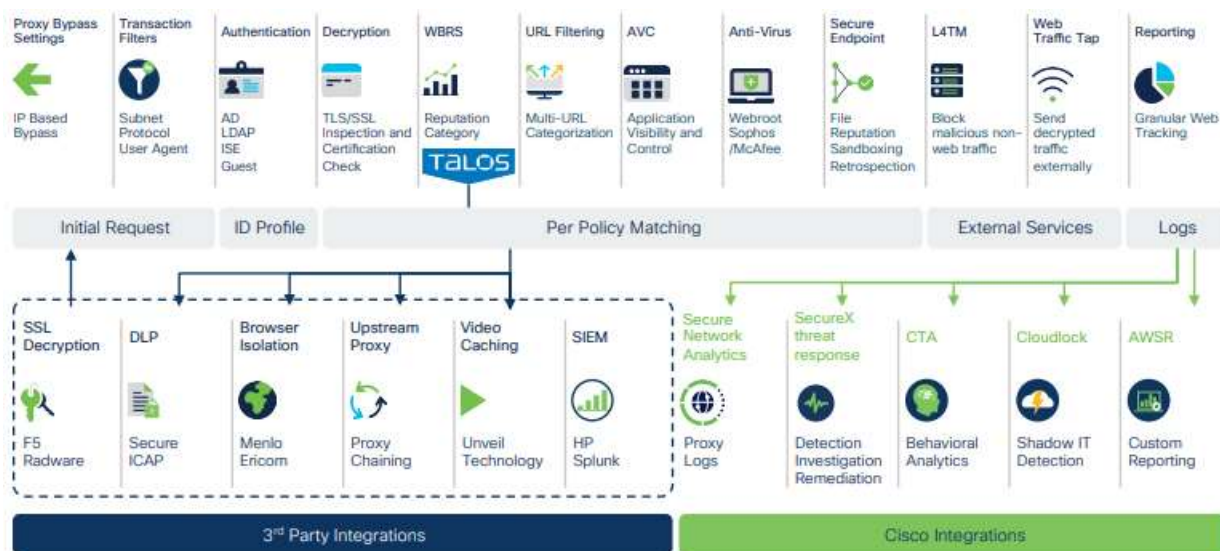 Proxy Bypass
Settings
IP Based
Bypass
Transaction
Filters
Subnet
Protocol
User Agent
Authentication
AD
LDAP
ISE
Guest
Decryption
TLS/SSL
Inspection and
Certification
Check
WBRS
Reputation
Category
TALOS
URL Filtering
Multi-URL
Categorization
AVC
Application
Visibility and
Control
Anti-Virus
Webroot
Sophos
/McAfee
Secure
Endpoint
File
Reputation
Sandboxing
Retrospection
L4TM
Block
malicious non-
web traffic
Web
Traffic Tap
Send
decrypted
traffic
externally
Reporting
Granular Web
Tracking
Initial Request
ID Profile
Per Policy Matching
External Services
Logs
SSL
Decryption
F5
Radware
DLP
Secure
ICAP
Browser
Isolation
Menlo
Ericom
Upstream
Proxy
Proxy
Chaining
Video
Caching
Unveil
Technology
SIEM
HP
Splunk
Secure
Network
Analytics
Proxy
Logs
SecureX
threat
response
Detection
Investigation
Remediation
CTA
Behavioral
Analytics
Cloudlock
Shadow IT
Detection
AWSR
Custom
Reporting
3rd Party Integrations
Cisco Integrations